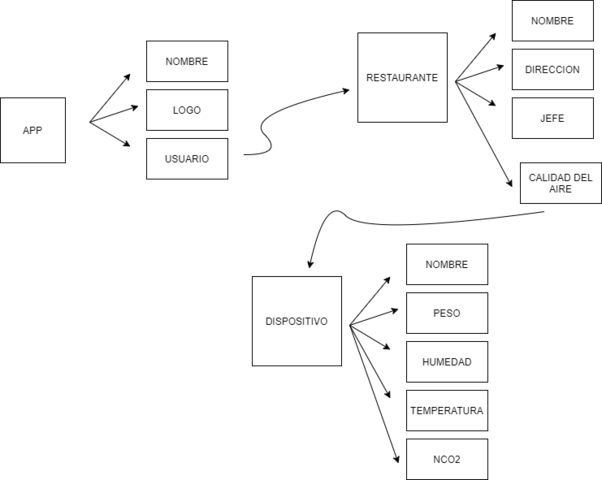 APP
NOMBRE
LOGO
USUARIO
RESTAURANTE
NOMBRE
DIRECCION
JEFE
CALIDAD DEL
AIRE
DISPOSITIVO
NOMBRE
PESO
HUMEDAD
TEMPERATURA
NCO2